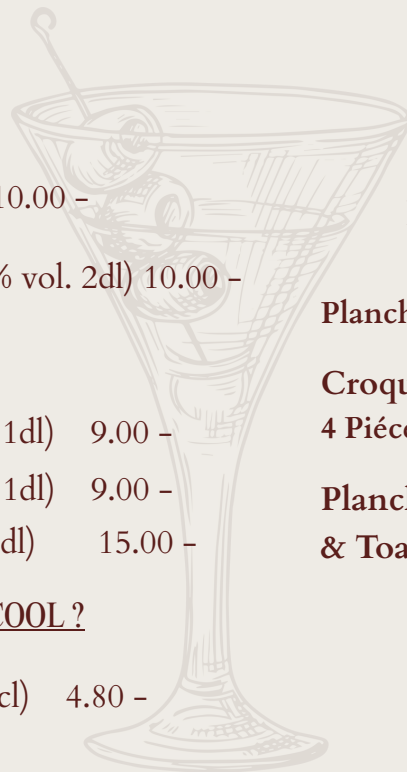 10.00 –
% vol. 2dl) 10.00 –
1dl) 9.00 –
1dl) 9.00 –
dl) 15.00 –
COOL ?
cl) 4.80 –
Planch
Croqu
4 Piéce
Planch
& Toa